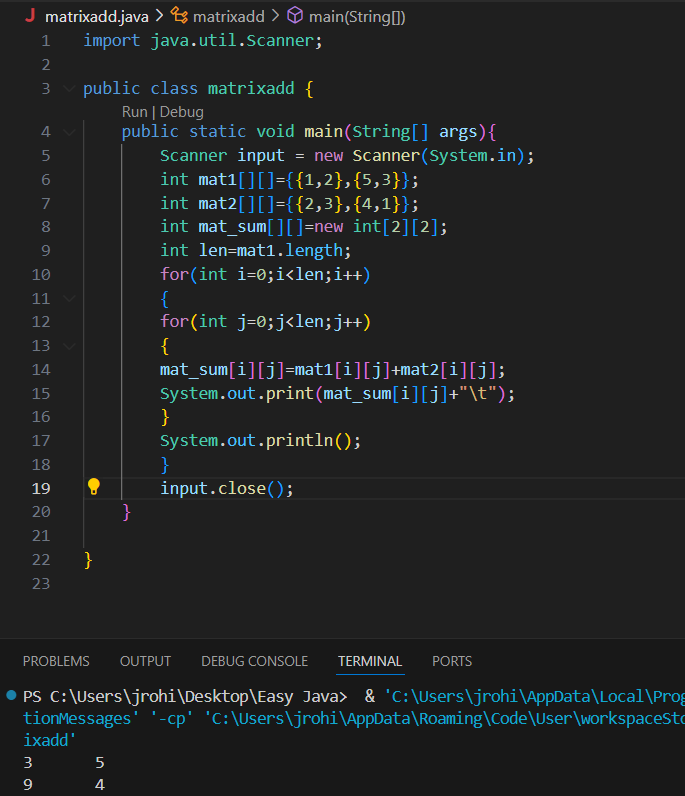 J matrixadd.java > matrixadd > main(String[])
1 import java.util.Scanner;
2
3 public class matrixadd {
Run | Debug
4 public static void main(String[] args){
5 Scanner input = new Scanner(System.in);
6 int mat1[][]={{1,2},{5,3}};
7 int mat2[][]={{2,3},{4,1}};
8 int mat_sum[][]=new int[2][2];
9 int len=mat1.length;
10 for(int i=0;i<len;i++)
11 {
12 for(int j=0;j<len;j++)
13 {
14 mat_sum[i][j]=mat1[i][j]+mat2[i][j];
15 System.out.print(mat_sum[i][j]+"\t");
16 }
17 System.out.println();
18 }
19 input.close();
20 }
21
22 }
23
PROBLEMS OUTPUT DEBUG CONSOLE TERMINAL PORTS
PS C:\Users\jrohi\Desktop\Easy Java> & 'C:\Users\jrohi\AppData\Local\Prog
tionMessages' '-cp' 'C:\Users\jrohi\AppData\Roaming\Code\User\workspaceSto
ixadd'
3 5
9 4